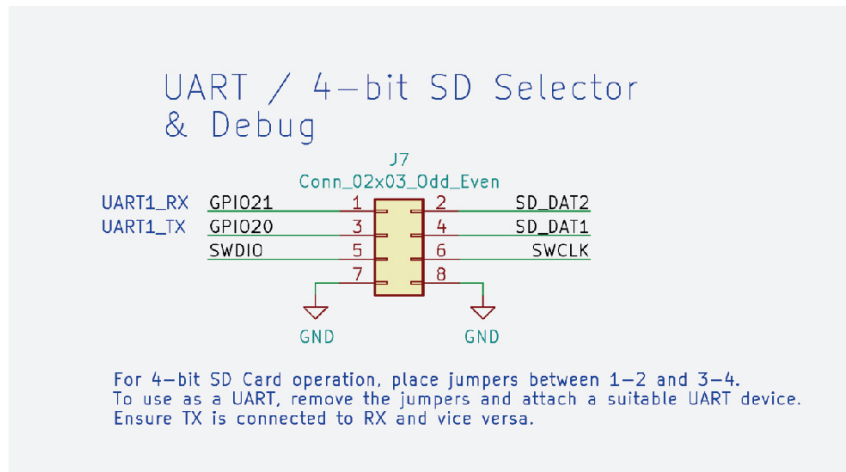 UART / 4-bit SD Selector
& Debug
J7
Conn_02x03_Odd_Even
UART1_RX GPIO21 1 2 SD_DAT2
UART1_TX GPIO20 3 4 SD_DAT1
SWDIO 5 6 SWCLK
7 8
GND GND
For 4-bit SD Card operation, place jumpers between 1-2 and 3-4.
To use as a UART, remove the jumpers and attach a suitable UART device.
Ensure TX is connected to RX and vice versa.